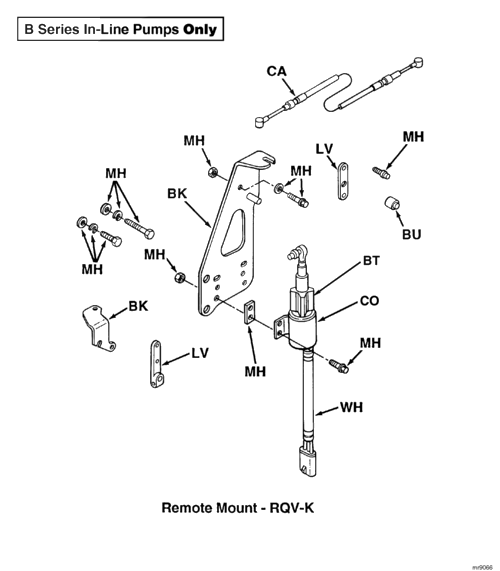 B Series In-Line Pumps Only
CA
MH
LV
MH
MH
MH
BK
BU
MH
BT
MH
CO
BK
MH
LV
MH
WH
Remote Mount - RQV-K
mr9066